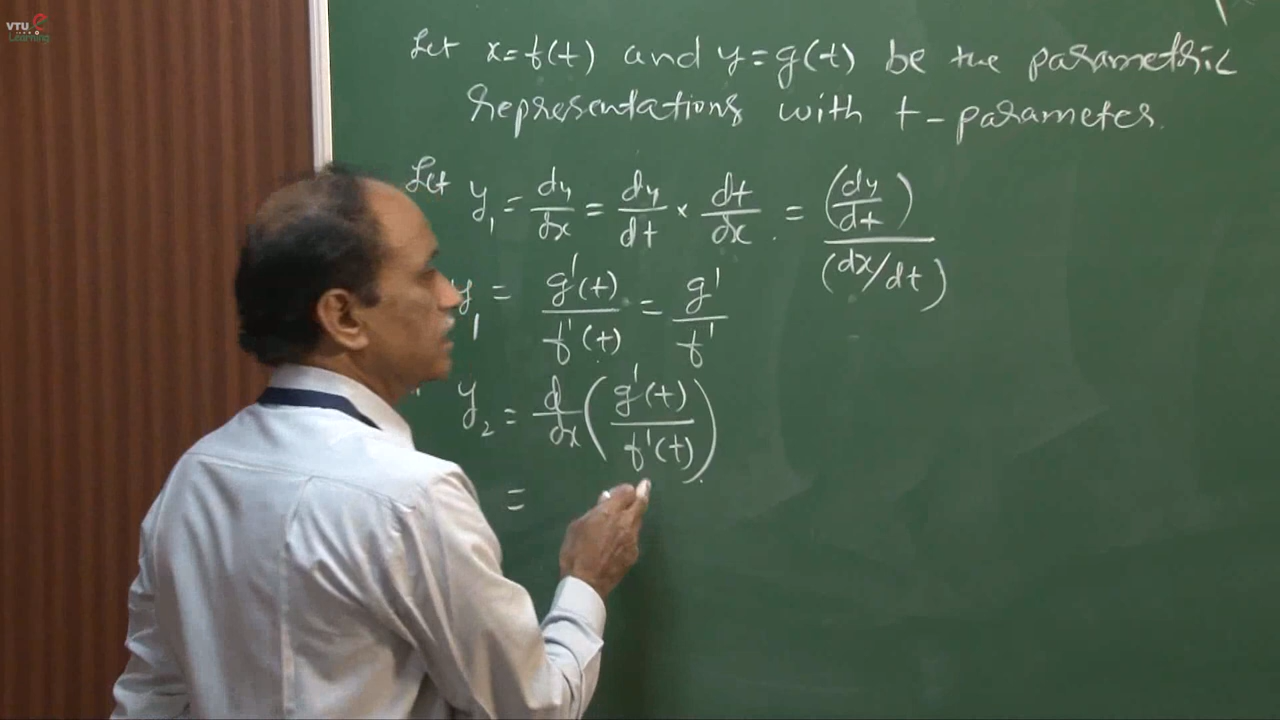 VTU e
Learning
Let x=f(t) and y=g(t) be the parametric
representations with t-parameter.
Let y₁ = dy/dx = dy/dt × dt/dx = (dy/dt)/(dx/dt)
y₁ = g'(t)/f'(t) = g'/f'
y₂ = d/dx (g'(t)/f'(t))
=